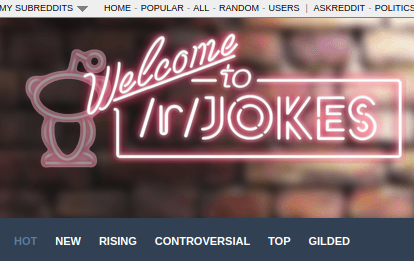 MY SUBREDDITS HOME - POPULAR - ALL - RANDOM - USERS | ASKREDDIT - POLITICS
Welcome
to
/r/JOKES
HOT NEW RISING CONTROVERSIAL TOP GILDED